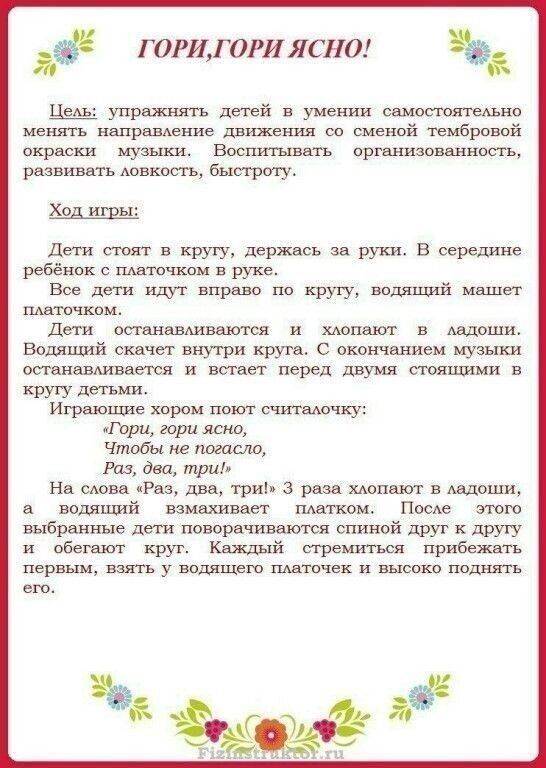 ГОРИ,ГОРИ ЯСНО!
Цель: упражнять детей в умении самостоятельно
менять направление движения со сменой тембровой
окраски музыки. Воспитывать организованность,
развивать ловкость, быстроту.
Ход игры:
Дети стоят в кругу, держась за руки. В середине
ребёнок с платочком в руке.
Все дети идут вправо по кругу, водящий машет
платочком.
Дети останавливаются и хлопают в ладоши.
Водящий скачет внутри круга. С окончанием музыки
останавливается и встает перед двумя стоящими в
кругу детьми.
Играющие хором поют считалочку:
«Гори, гори ясно,
Чтобы не погасло,
Раз, два, три!»
На слова «Раз, два, три!» 3 раза хлопают в ладоши,
а водящий взмахивает платком. После этого
выбранные дети поворачиваются спиной друг к другу
и обегают круг. Каждый стремиться прибежать
первым, взять у водящего платочек и высоко поднять
его.
Fizinstruktor.ru